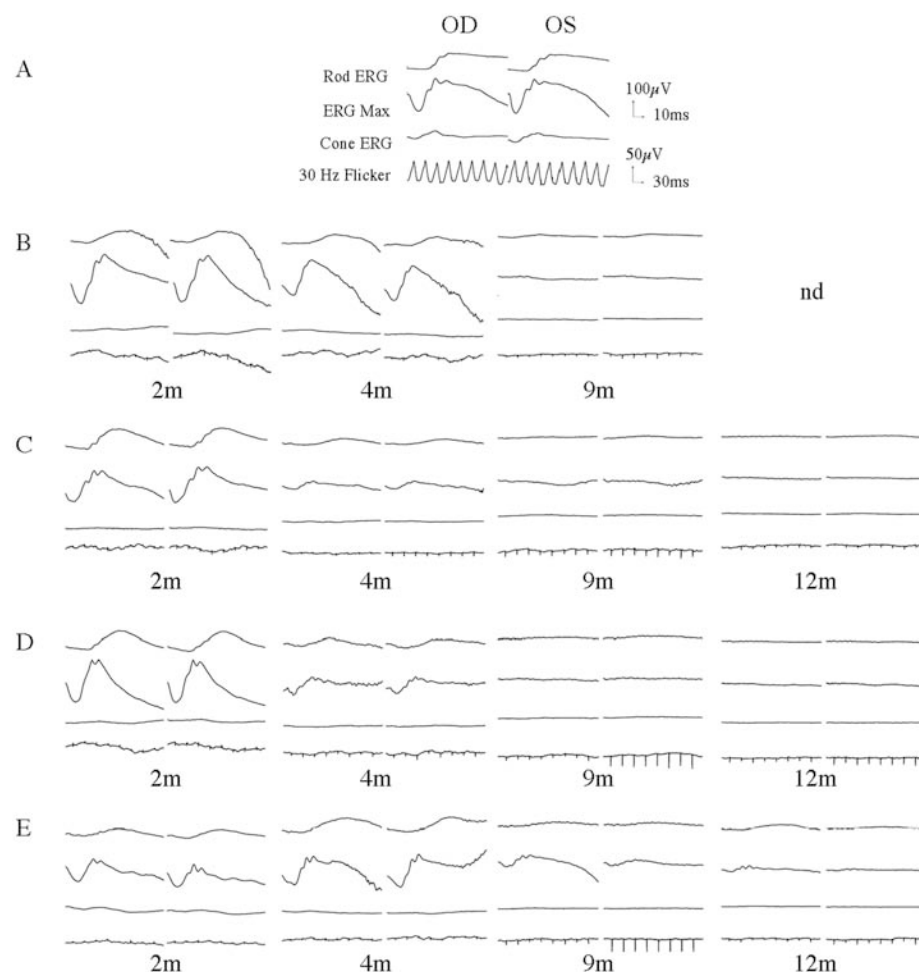 OD OS
A
Rod ERG
100μV
ERG Max
10ms
Cone ERG
50μV
30 Hz Flicker
30ms
B
nd
2m 4m 9m
C
2m 4m 9m 12m
D
2m 4m 9m 12m
E
2m 4m 9m 12m